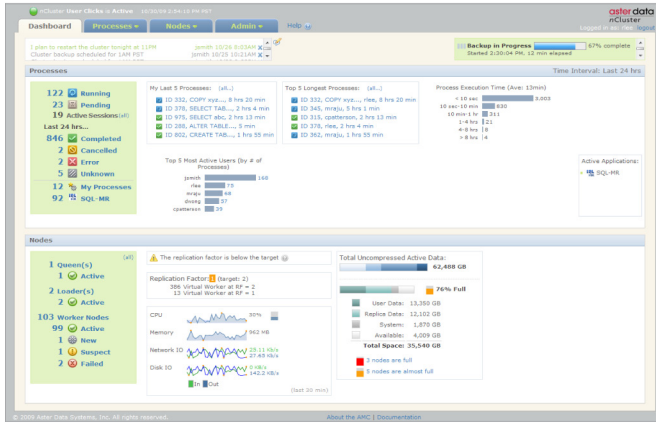 nCluster User Clicks is Active 10/30/09 2:54:15 PM PST
aster data
nCluster
Dashboard Processes Nodes Admin Help
Logged in as: rlee logout
I plan to restart the cluster tonight at 11PM jsmith 10/26 8:03AM X
Cluster backup scheduled for 1AM PST jsmith 10/25 10:21AM X
Backup in Progress 67% complete
Started 2:30:04 PM. 12 min elapsed
Processes Time Interval: Last 24 hrs
122 Running
23 Pending
19 Active Sessions (all)
Last 24 hrs...
846 Completed
2 Cancelled
2 Error
5 Unknown
12 My Processes
92 SQL-MR
My Last 5 Processes: (all...)
ID 332, COPY xyz..., 8 hrs 20 min
ID 378, SELECT TAB..., 2 hrs 4 min
ID 975, SELECT abc, 2 hrs 13 min
ID 288, ALTER TABLE..., 5 min
ID 802, CREATE TAB..., 1 hrs 55 min
Top 5 Longest Processes: (all...)
ID 332, COPY xyz..., rlee, 8 hrs 20 min
ID 345, mraju, 5 hrs 1 min
ID 318, cpatterson, 2 hrs 13 min
ID 378, rlee, 2 hrs 4 min
ID 362, mraju, 1 hrs 55 min
Process Execution Time (Ave: 13min)
< 10 sec 3,003
10 sec-10 min 830
10 min-1 hr 311
1-4 hrs 21
4-8 hrs 8
> 8 hrs 4
Top 5 Most Active Users (by # of
Processes)
jsmith 168
rlee 75
mraju 68
dwong 37
cpatterson 35
Active Applications:
SQL-MR
Nodes
(all)
1 Queen(s)
1 Active
2 Loader(s)
2 Active
103 Worker Nodes
99 Active
1 New
1 Suspect
2 Failed
The replication factor is below the target
Replication Factor: 1 (target: 2)
386 Virtual Worker at RF = 2
13 Virtual Worker at RF = 1
CPU 30%
Memory 962 MB
Network IO 23.11 Kb/s
27.65 Kb/s
Disk IO 0 KB/s
142.2 KB/s
In Out
(last 30 min)
Total Uncompressed Active Data:
62,488 GB
76% Full
User Data: 13,350 GB
Replica Data: 12,102 GB
System: 1,870 GB
Available: 4,009 GB
Total Space: 35,540 GB
3 nodes are full
5 nodes are almost full
© 2009 Aster Data Systems, Inc. All rights reserved. About the AMC | Documentation